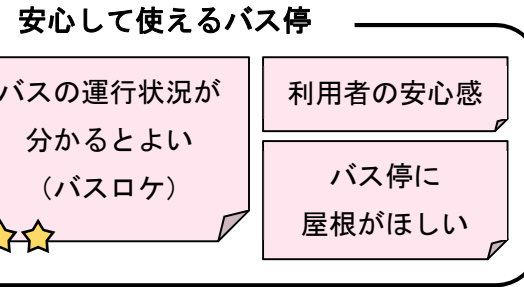 安心して使えるバス停
バスの運行状況が
分かるとよい
（バスロケ）
利用者の安心感
バス停に
屋根がほしい